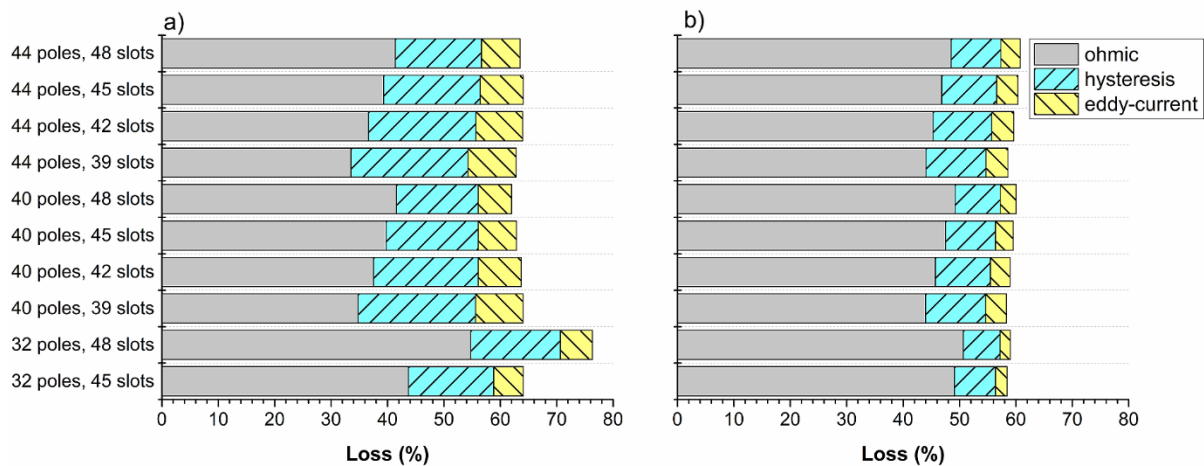 a)
b)
44 poles, 48 slots
44 poles, 45 slots
44 poles, 42 slots
44 poles, 39 slots
40 poles, 48 slots
40 poles, 45 slots
40 poles, 42 slots
40 poles, 39 slots
32 poles, 48 slots
32 poles, 45 slots
ohmic
hysteresis
eddy-current
0 10 20 30 40 50 60 70 80
0 10 20 30 40 50 60 70 80
Loss (%)
Loss (%)